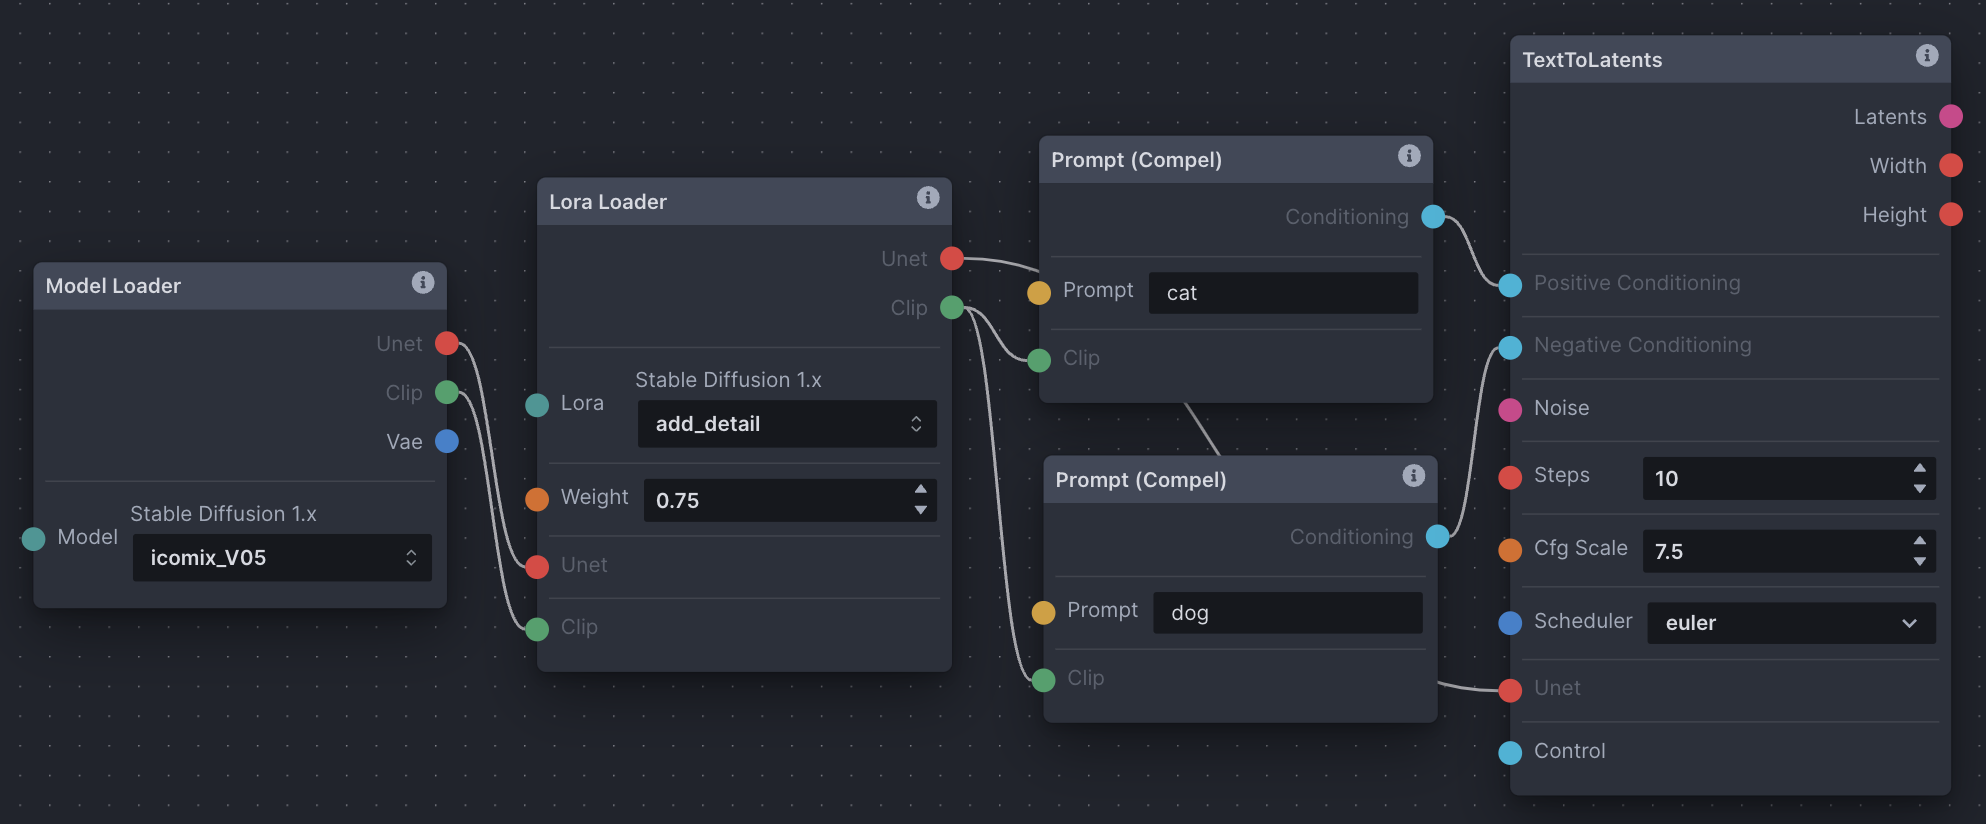 Model Loader
Unet
Clip
Vae
Stable Diffusion 1.x
Model
icomix_V05
Lora Loader
Unet
Clip
Stable Diffusion 1.x
Lora
add_detail
Weight
0.75
Unet
Clip
Prompt (Compel)
Conditioning
Prompt
cat
Clip
Prompt (Compel)
Conditioning
Prompt
dog
Clip
TextToLatents
Latents
Width
Height
Positive Conditioning
Negative Conditioning
Noise
Steps
10
Cfg Scale
7.5
Scheduler
euler
Unet
Control